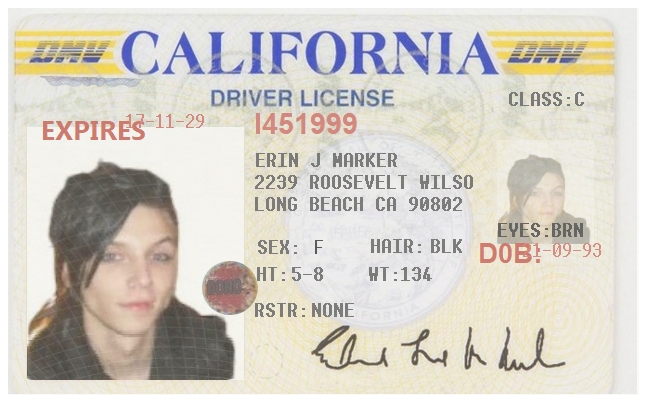 DMV CALIFORNIA DMV
DRIVER LICENSE
CLASS:C
EXPIRES 17-11-29
I451999
ERIN J MARKER
2239 ROOSEVELT WILSO
LONG BEACH CA 90802
EYES:BRN
SEX: F HAIR: BLK
D0B: 1-09-93
HT:5-8 WT:134
RSTR:NONE